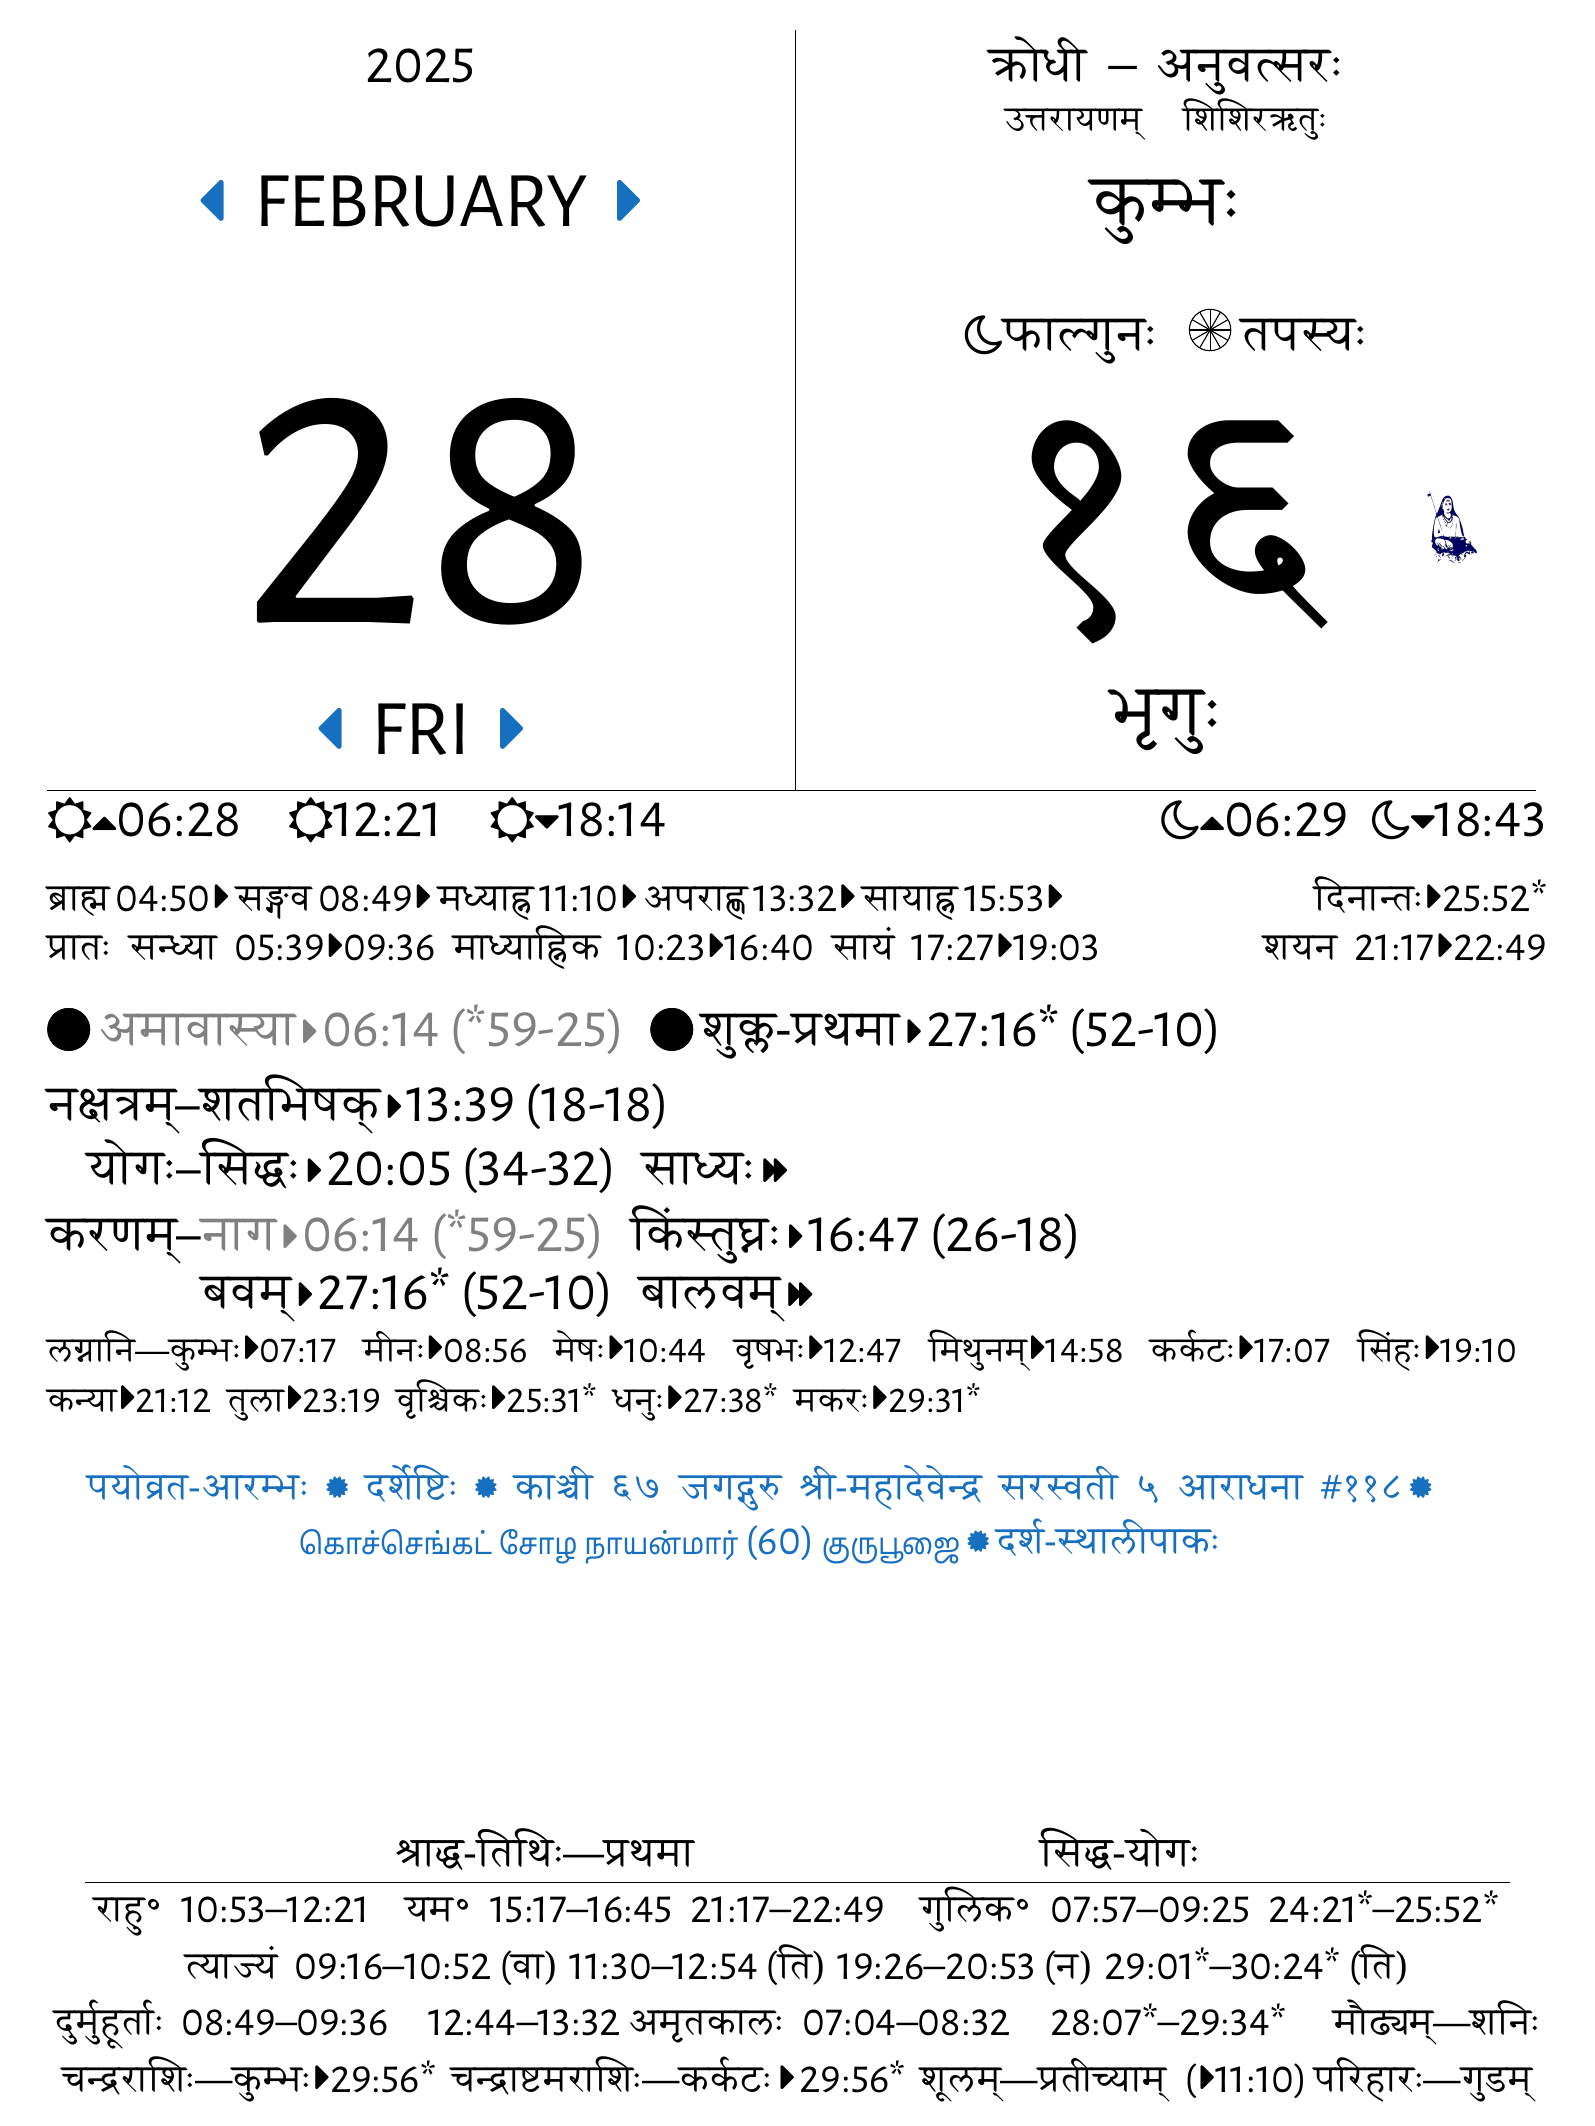 2025
FEBRUARY
28
FRI
क्रोधी – अनुवत्सरः
उत्तरायणम् शिशिरऋतुः
कुम्भः
फाल्गुनः तपस्यः
१६
भृगुः
06:28 12:21 18:14 06:29 18:43
ब्राह्म 04:50 सङ्गव 08:49 मध्याह्न 11:10 अपराह्ण 13:32 सायाह्न 15:53 दिनान्तः 25:52*
प्रातः सन्ध्या 05:39 09:36 माध्याह्निक 10:23 16:40 सायं 17:27 19:03 शयन 21:17 22:49
अमावास्या 06:14 (*59-25) शुक्ल-प्रथमा 27:16* (52-10)
नक्षत्रम्–शतभिषक् 13:39 (18-18)
योगः–सिद्धः 20:05 (34-32) साध्यः
करणम्–नाग 06:14 (*59-25) किंस्तुघ्नः 16:47 (26-18)
बवम् 27:16* (52-10) बालवम्
लग्नानि—कुम्भः 07:17 मीनः 08:56 मेषः 10:44 वृषभः 12:47 मिथुनम् 14:58 कर्कटः 17:07 सिंहः 19:10
कन्या 21:12 तुला 23:19 वृश्चिकः 25:31* धनुः 27:38* मकरः 29:31*
पयोव्रत-आरम्भः दर्शेष्टिः काञ्ची ६७ जगद्गुरु श्री-महादेवेन्द्र सरस्वती ५ आराधना #११८
கொச்செங்கட் சோழ நாயன்மார் (60) குருபூஜை दर्श-स्थालीपाकः
श्राद्ध-तिथिः—प्रथमा सिद्ध-योगः
राहु॰ 10:53–12:21 यम॰ 15:17–16:45 21:17–22:49 गुलिक॰ 07:57–09:25 24:21*–25:52*
त्याज्यं 09:16–10:52 (वा) 11:30–12:54 (ति) 19:26–20:53 (न) 29:01*–30:24* (ति)
दुर्मुहूर्ताः 08:49–09:36 12:44–13:32 अमृतकालः 07:04–08:32 28:07*–29:34* मौढ्यम्—शनिः
चन्द्रराशिः—कुम्भः 29:56* चन्द्राष्टमराशिः—कर्कटः 29:56* शूलम्—प्रतीच्याम् (11:10) परिहारः—गुडम्